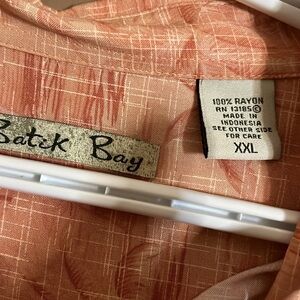 Batik Bay
100% RAYON
RN 13185©
MADE IN
INDONESIA
SEE OTHER SIDE
FOR CARE
XXL